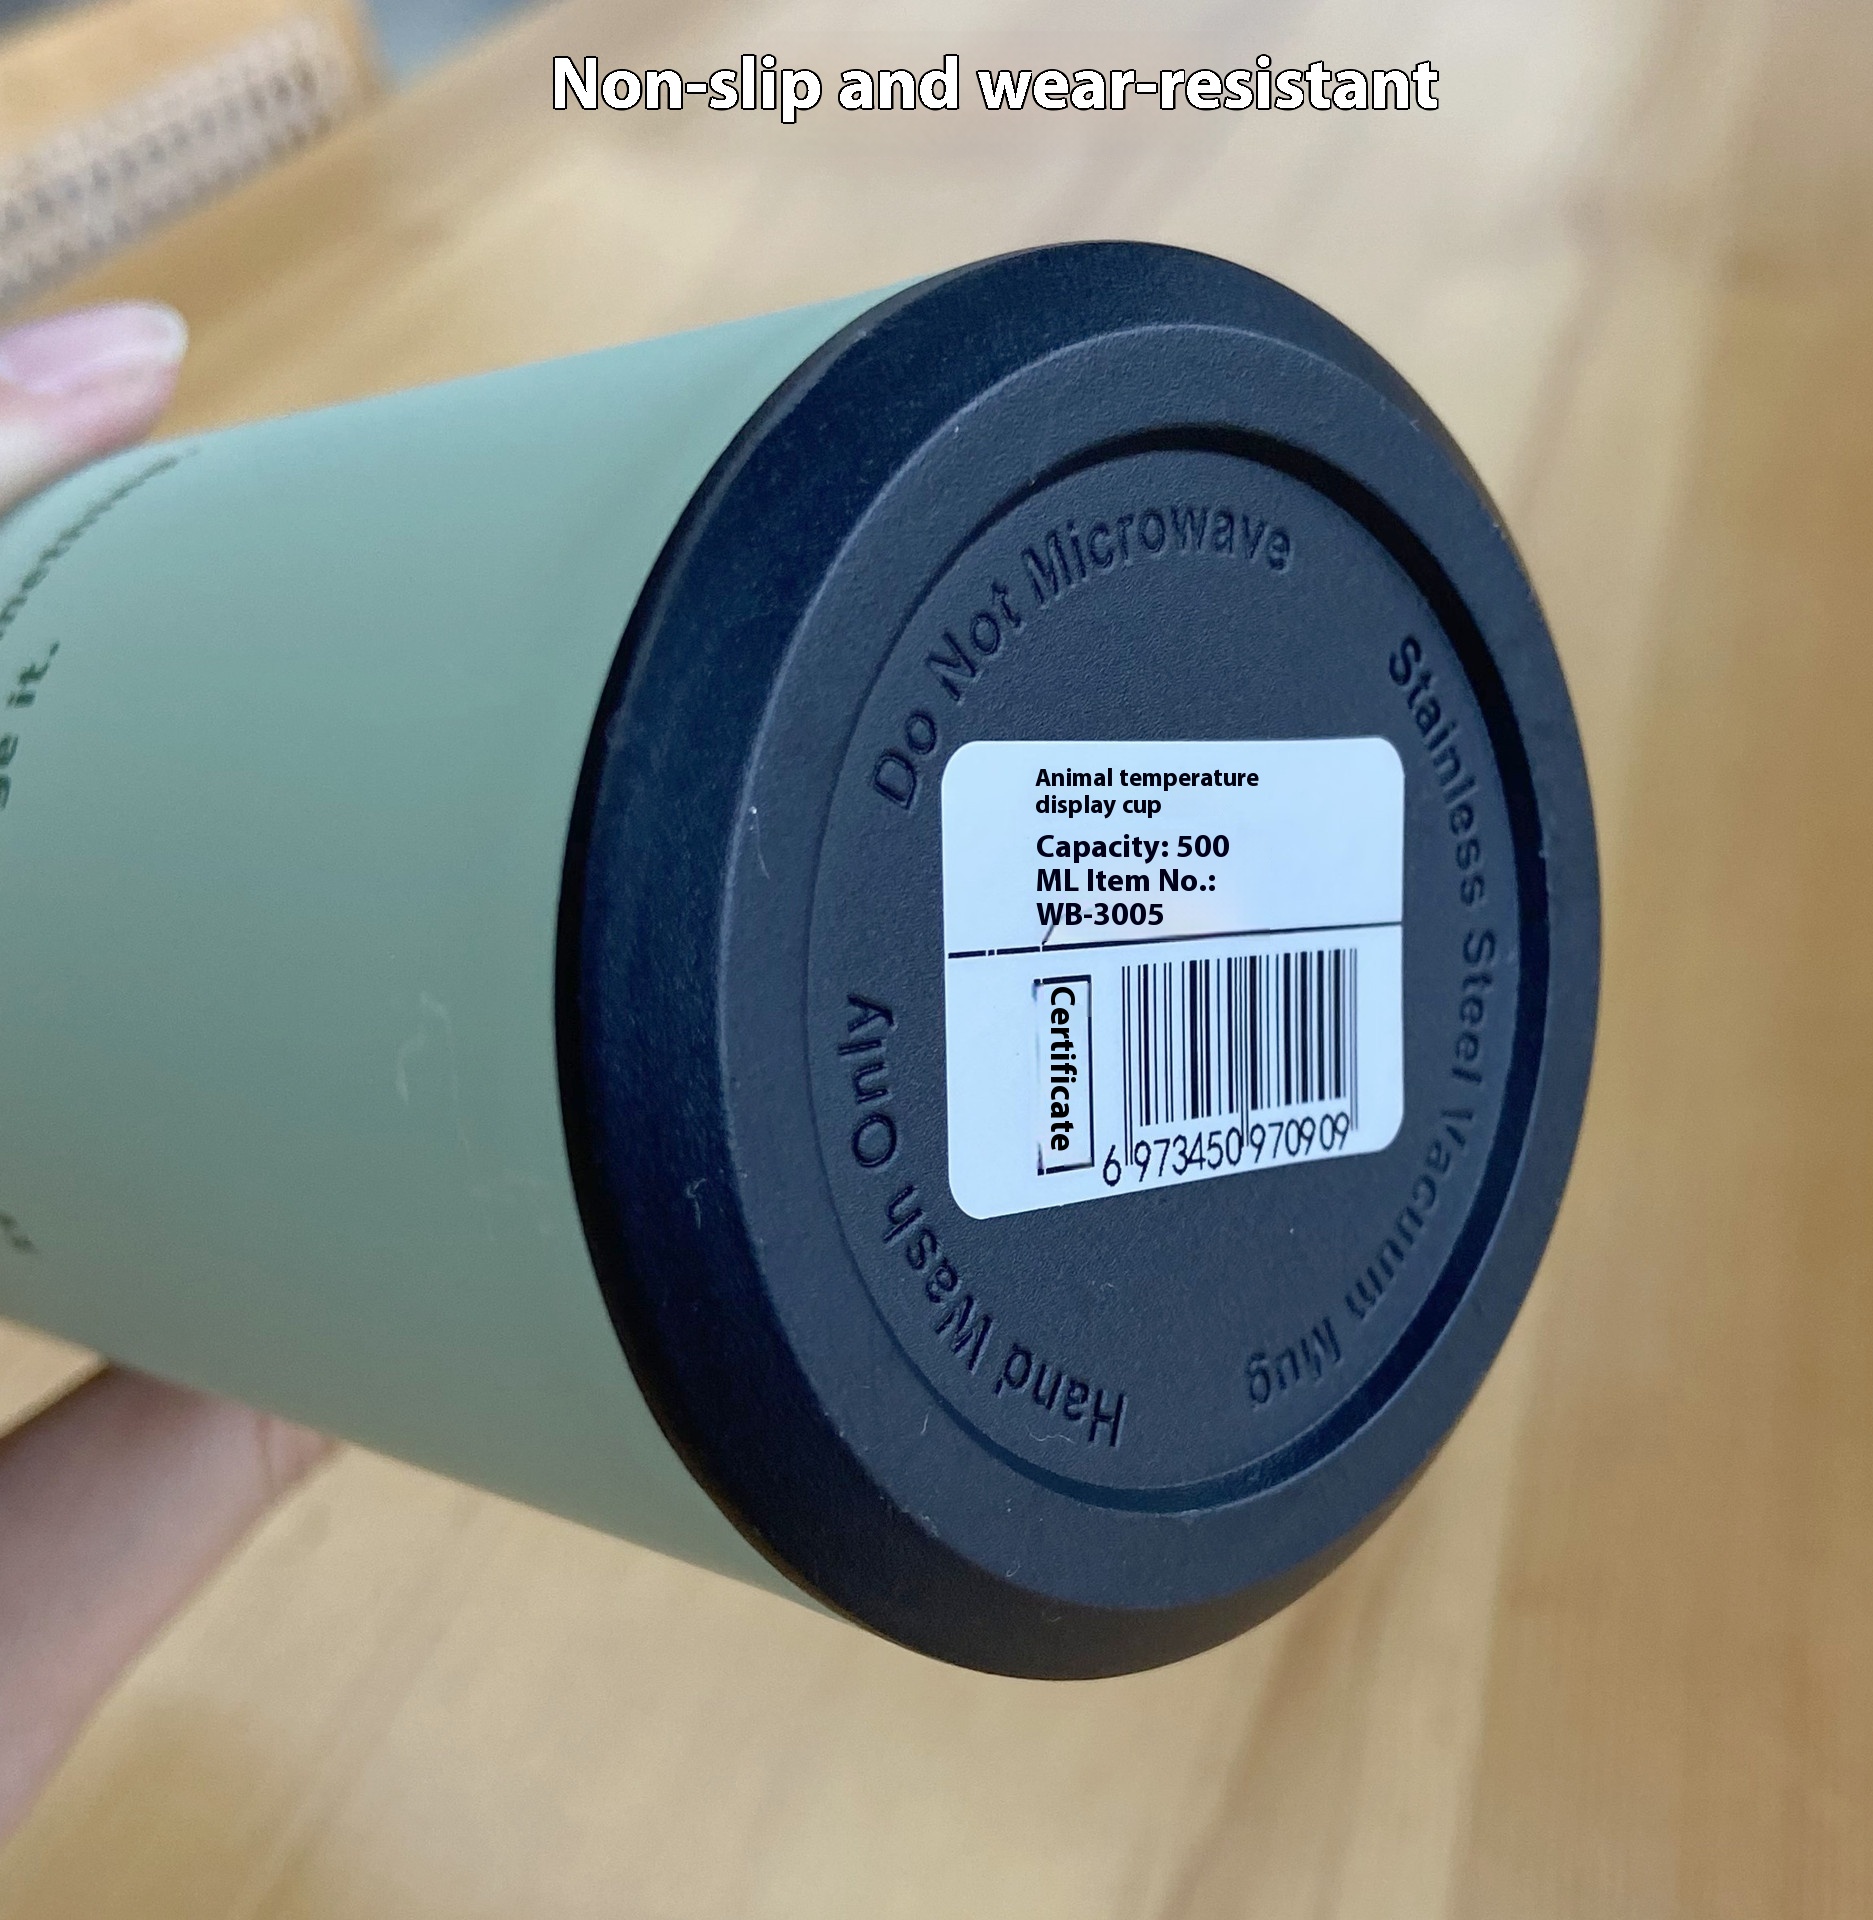 Non-slip and wear-resistant
Do Not Microwave
Stainless Steel Vacuum Mug
Hand Wash Only
Animal temperature
display cup
Capacity: 500
ML Item No.:
WB-3005
Certificate
6 973450 970909
it.